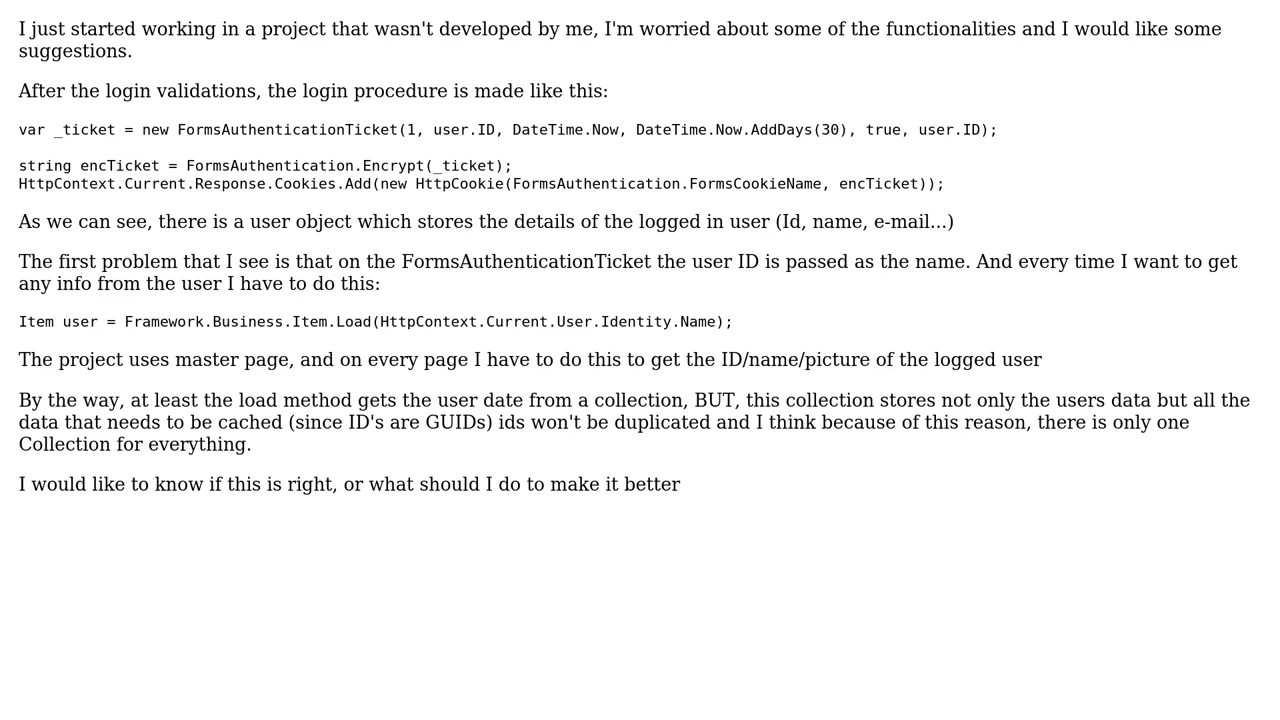 I just started working in a project that wasn't developed by me, I'm worried about some of the functionalities and I would like some
suggestions.
After the login validations, the login procedure is made like this:
var _ticket = new FormsAuthenticationTicket(1, user.ID, DateTime.Now, DateTime.Now.AddDays(30), true, user.ID);
string encTicket = FormsAuthentication.Encrypt(_ticket);
HttpContext.Current.Response.Cookies.Add(new HttpCookie(FormsAuthentication.FormsCookieName, encTicket));
As we can see, there is a user object which stores the details of the logged in user (Id, name, e-mail...)
The first problem that I see is that on the FormsAuthenticationTicket the user ID is passed as the name. And every time I want to get
any info from the user I have to do this:
Item user = Framework.Business.Item.Load(HttpContext.Current.User.Identity.Name);
The project uses master page, and on every page I have to do this to get the ID/name/picture of the logged user
By the way, at least the load method gets the user date from a collection, BUT, this collection stores not only the users data but all the
data that needs to be cached (since ID's are GUIDs) ids won't be duplicated and I think because of this reason, there is only one
Collection for everything.
I would like to know if this is right, or what should I do to make it better